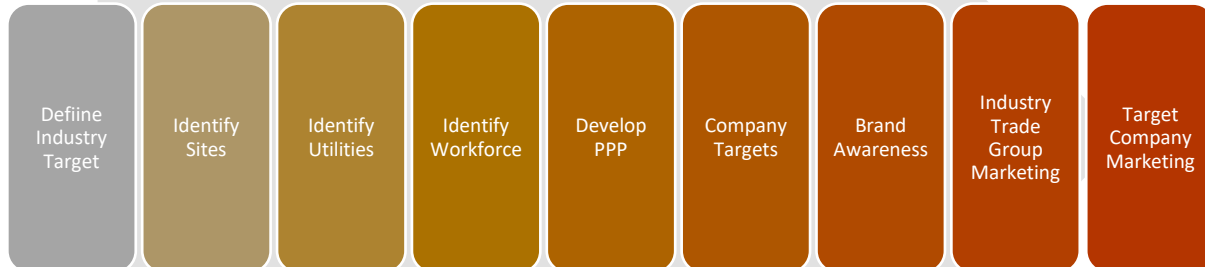 Defiine
Industry
Target
Identify
Sites
Identify
Utilities
Identify
Workforce
Develop
PPP
Company
Targets
Brand
Awareness
Industry
Trade
Group
Marketing
Target
Company
Marketing